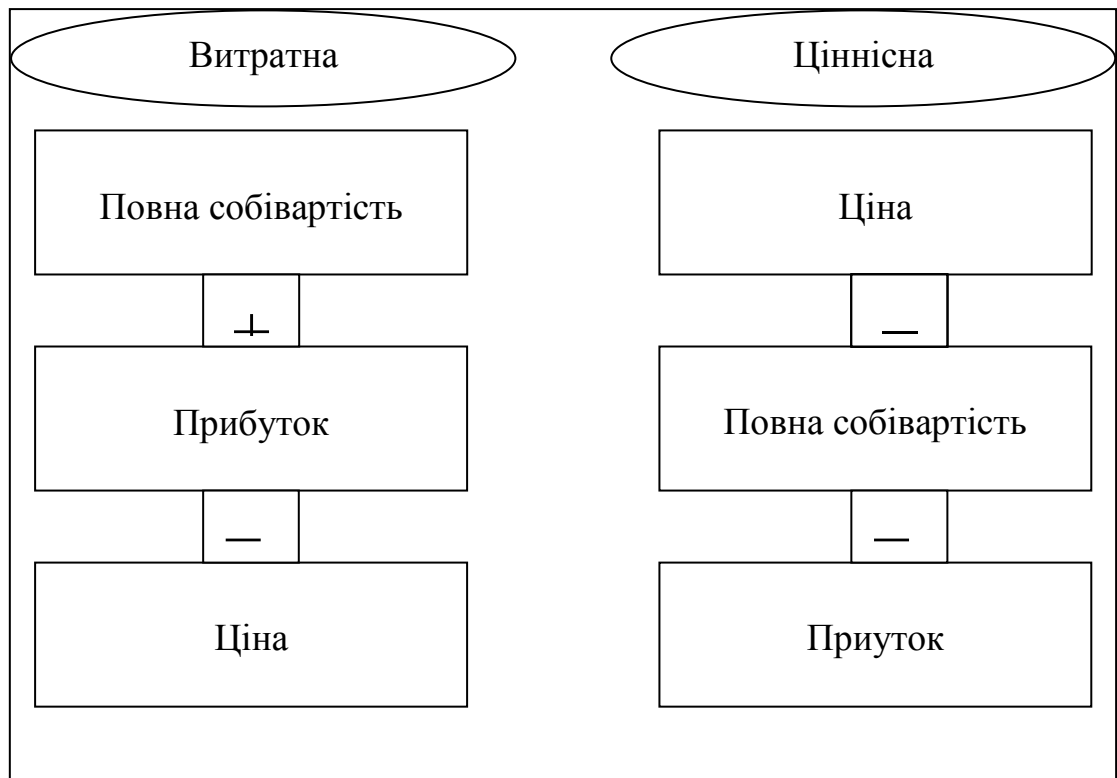 Витратна
Ціннісна
Повна собівартість
Ціна
+
—
Прибуток
Повна собівартість
—
—
Ціна
Приуток